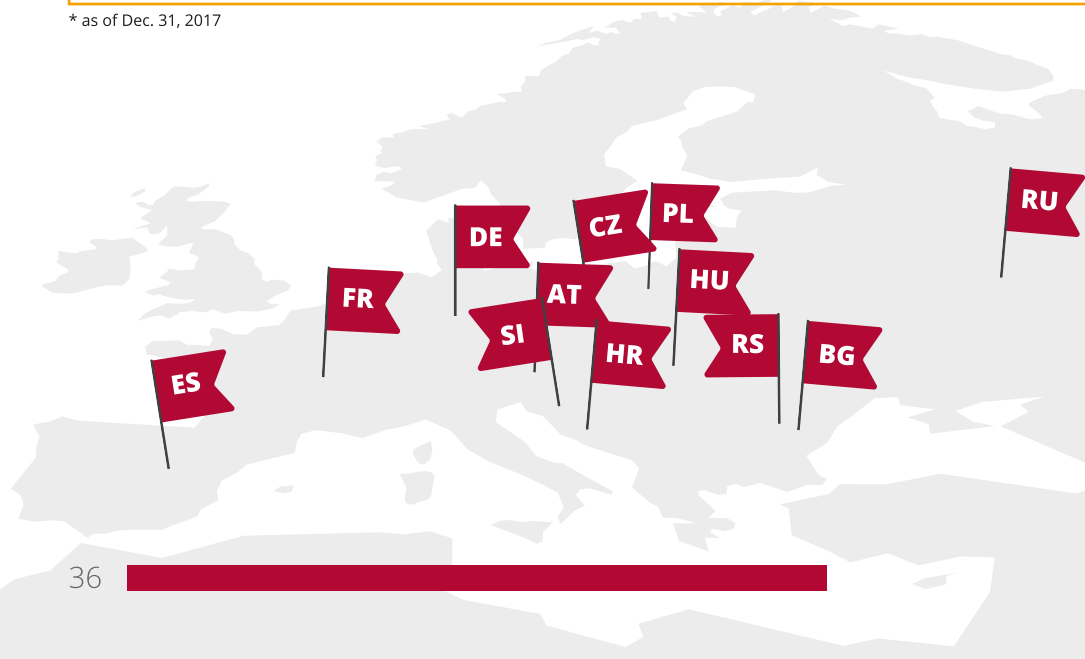 * as of Dec. 31, 2017
RU
PL
CZ
DE
HU
AT
FR
SI
RS
HR
BG
ES
36